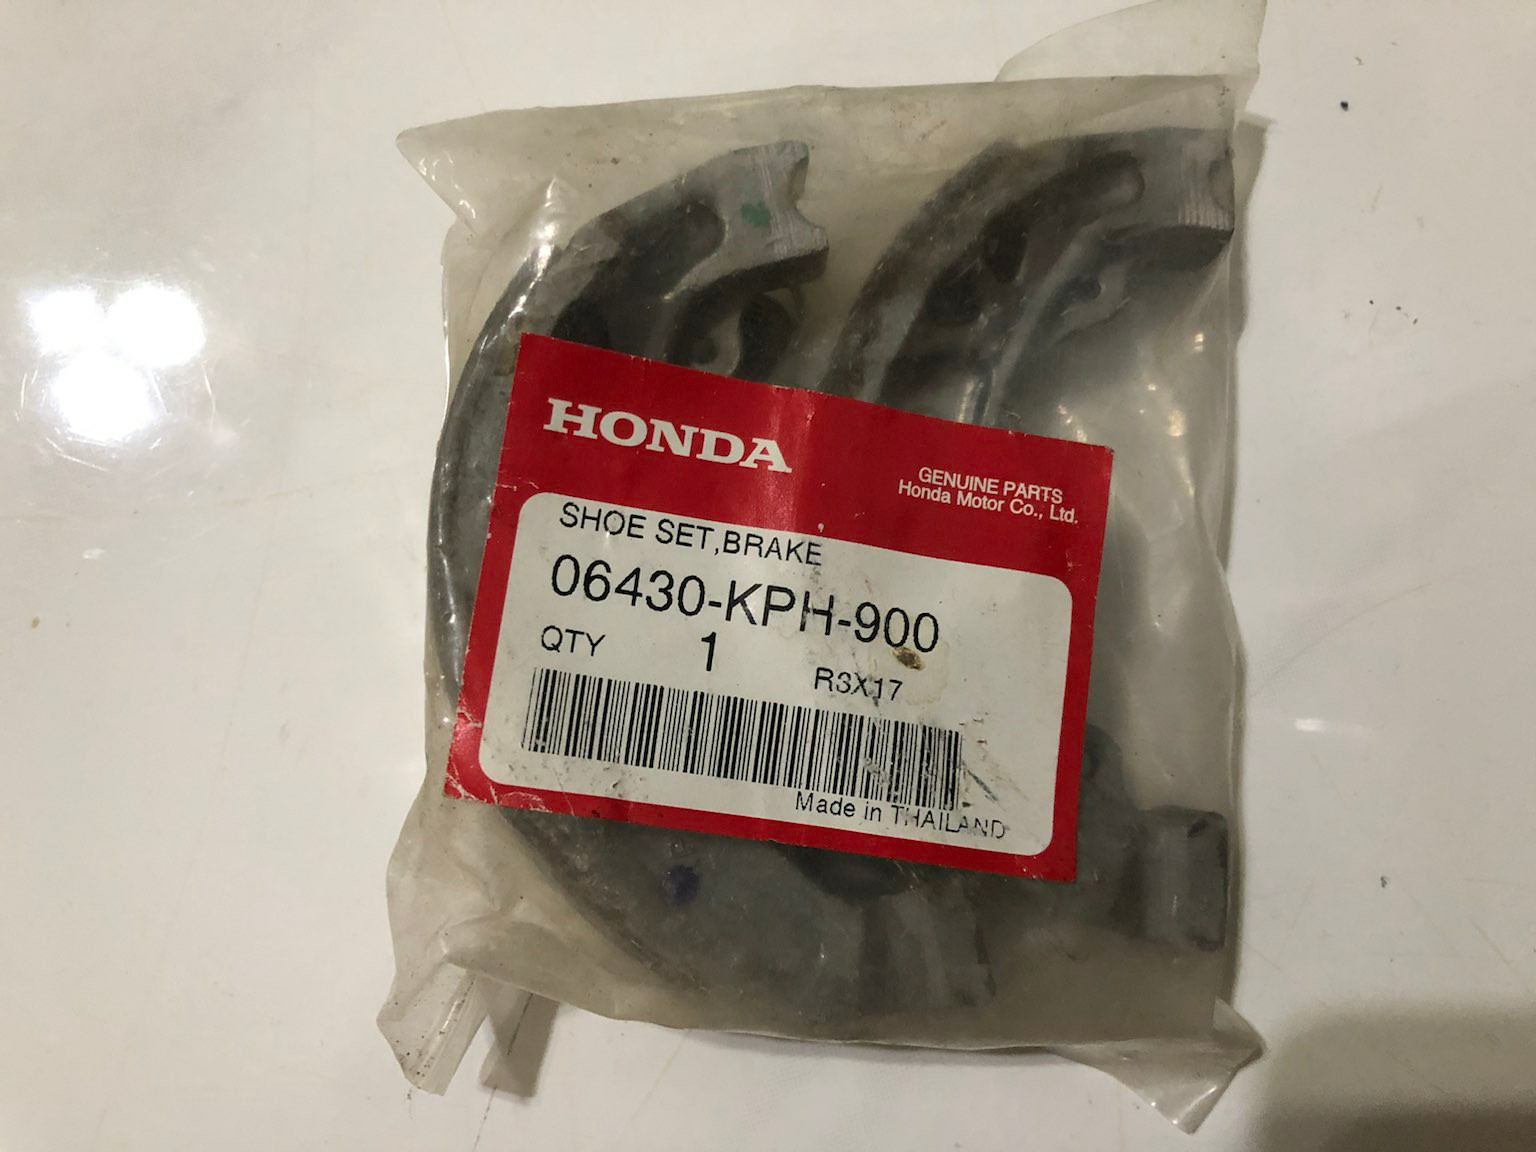 HONDA
GENUINE PARTS
Honda Motor Co., Ltd.
SHOE SET,BRAKE
06430-KPH-900
QTY 1
R3X17
Made in THAILAND